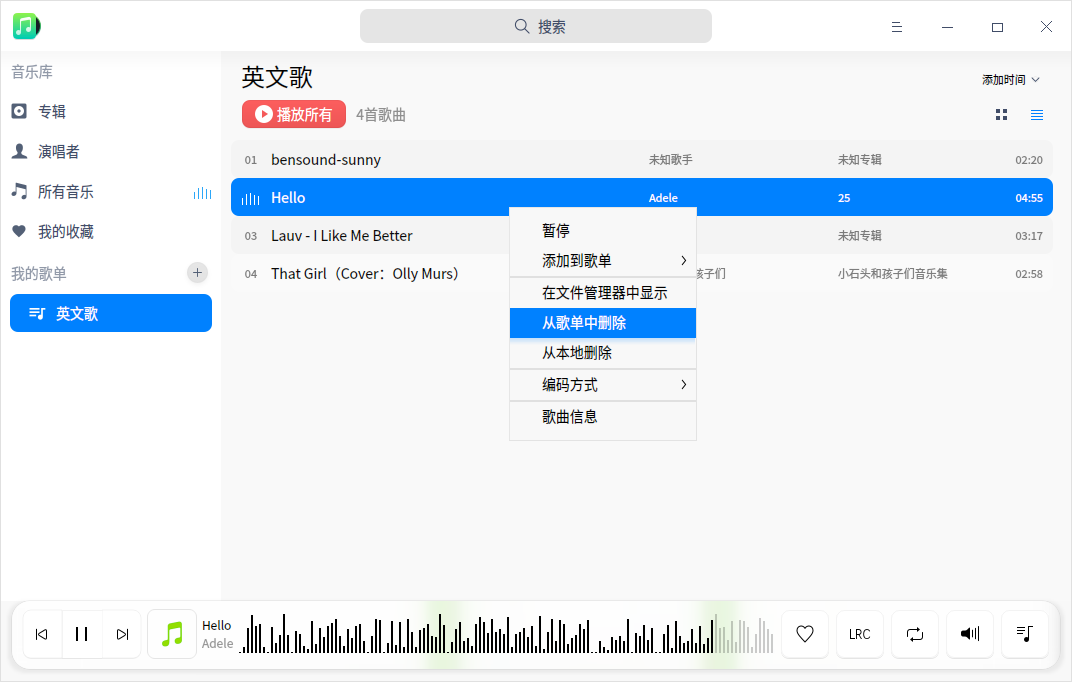 搜索
音乐库
专辑
演唱者
所有音乐
我的收藏
我的歌单
英文歌
英文歌
添加时间
播放所有 4首歌曲
01 bensound-sunny 未知歌手 未知专辑 02:20
Hello Adele 25 04:55
03 Lauv - I Like Me Better 未知专辑 03:17
04 That Girl（Cover：Olly Murs） 孩子们 小石头和孩子们音乐集 02:58
暂停
添加到歌单
在文件管理器中显示
从歌单中删除
从本地删除
编码方式
歌曲信息
Hello
Adele
LRC